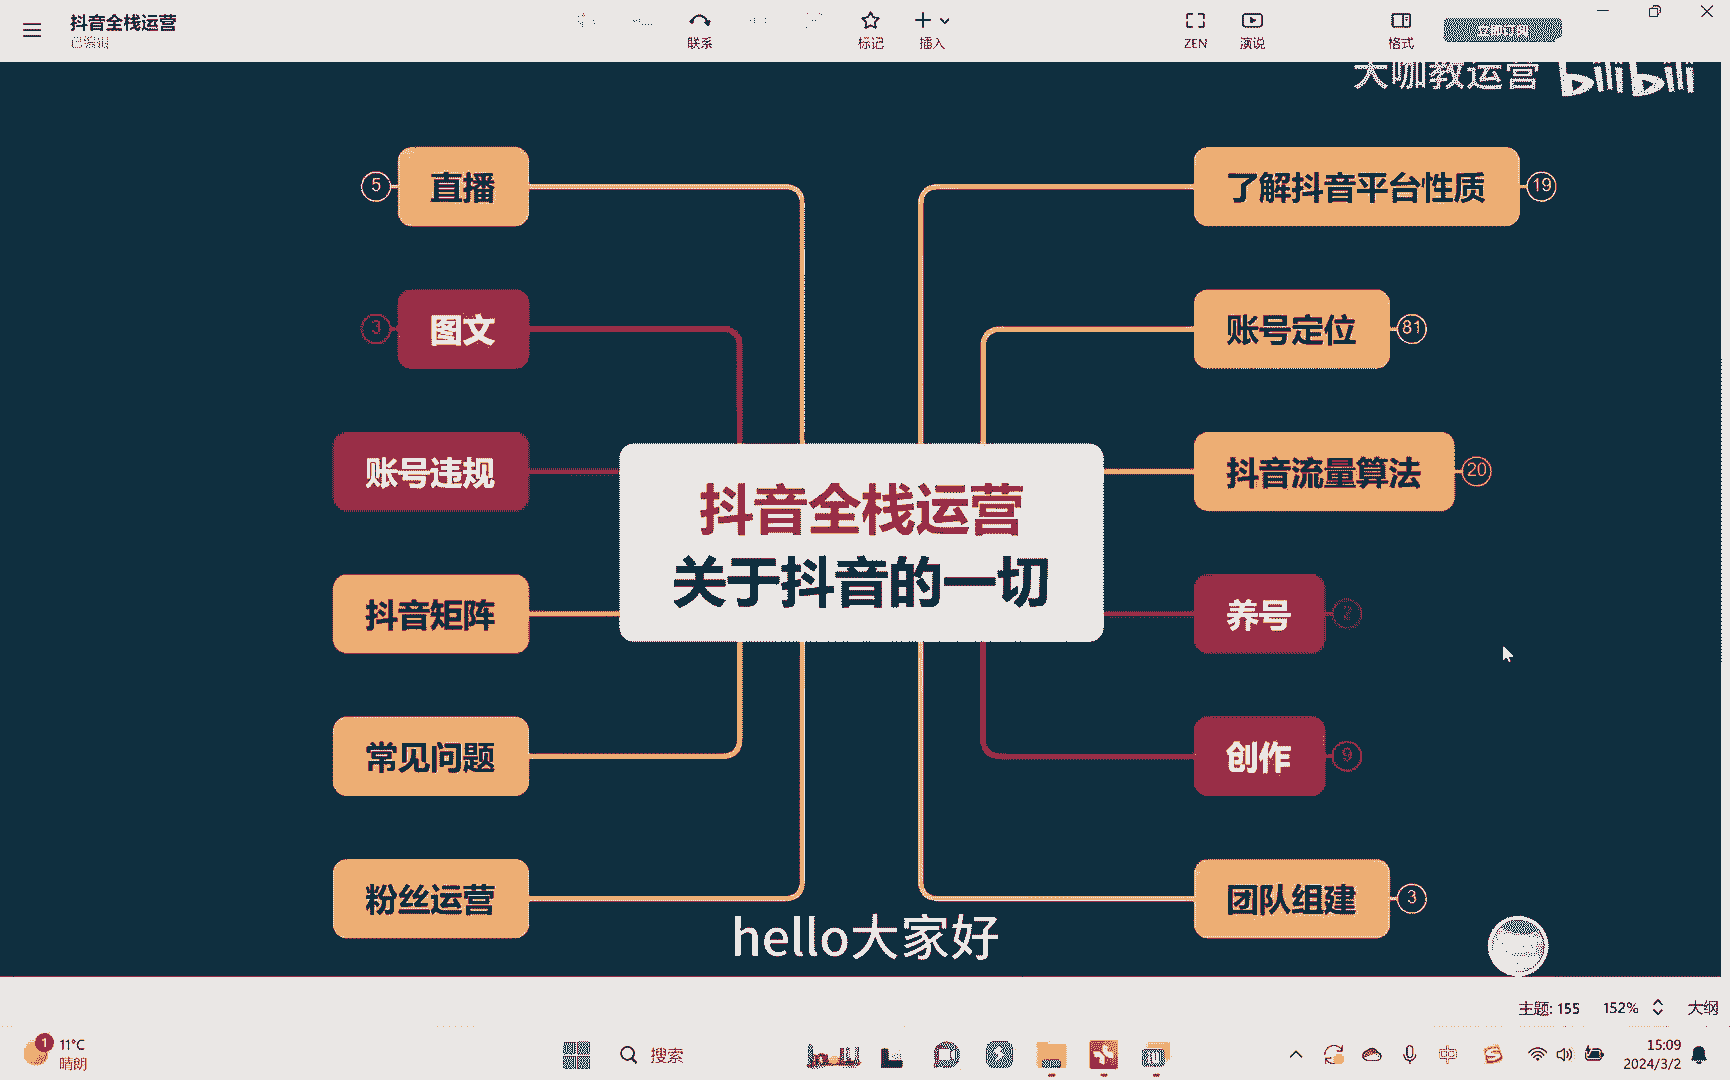 抖音全栈运营
已编辑
联系
标记
插入
ZEN
演说
格式
大咖教运营 bilibili
直播
5
了解抖音平台性质
19
图文
3
账号定位
81
账号违规
抖音流量算法
20
抖音全栈运营
关于抖音的一切
抖音矩阵
养号
2
常见问题
创作
9
粉丝运营
团队组建
3
hello大家好
主题: 155
152%
大纲
1
11°C
晴朗
搜索
中
15:09
2024/3/2